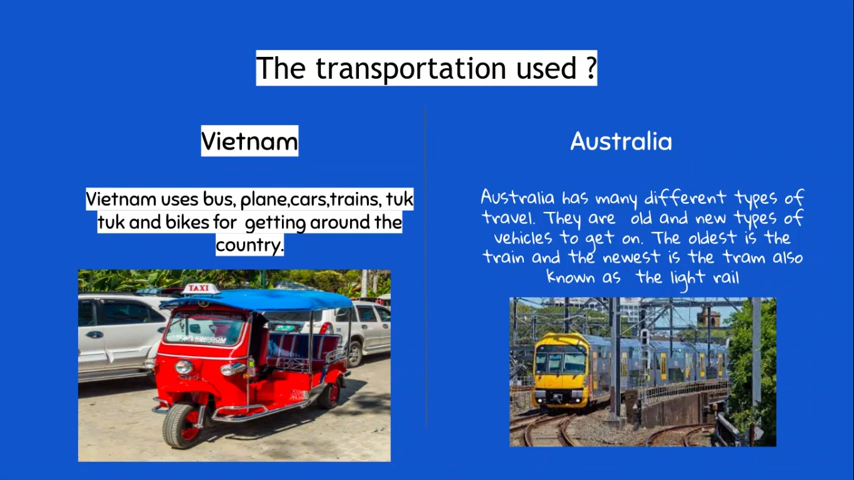 The transportation used ?
Vietnam
Vietnam uses bus, plane,cars,trains, tuk
tuk and bikes for getting around the
country.
TAXI
Australia
Australia has many different types of
travel. They are old and new types of
vehicles to get on. The oldest is the
train and the newest is the tram also
known as the light rail